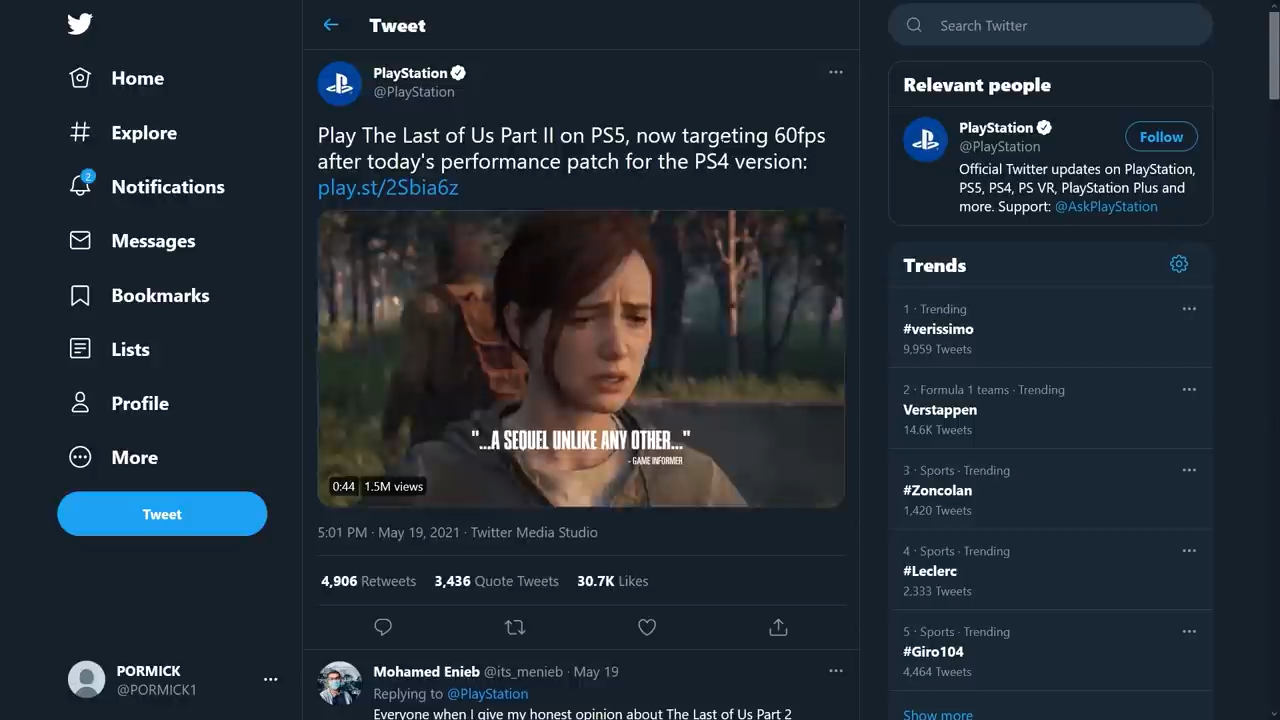 Home
Explore
2
Notifications
Messages
Bookmarks
Lists
Profile
More
Tweet
PORMICK
@PORMICK1
Tweet
PlayStation
@PlayStation
Play The Last of Us Part II on PS5, now targeting 60fps
after today's performance patch for the PS4 version:
play.st/2Sbia6z
"...A SEQUEL UNLIKE ANY OTHER..."
- GAME INFORMER
0:44 1.5M views
5:01 PM · May 19, 2021 · Twitter Media Studio
4,906 Retweets 3,436 Quote Tweets 30.7K Likes
Mohamed Enieb @its_menieb · May 19
Replying to @PlayStation
Everyone when I give my honest opinion about The Last of Us Part 2
Search Twitter
Relevant people
PlayStation
@PlayStation
Follow
Official Twitter updates on PlayStation,
PS5, PS4, PS VR, PlayStation Plus and
more. Support: @AskPlayStation
Trends
1 · Trending
#verissimo
9,959 Tweets
2 · Formula 1 teams · Trending
Verstappen
14.6K Tweets
3 · Sports · Trending
#Zoncolan
1,420 Tweets
4 · Sports · Trending
#Leclerc
2,333 Tweets
5 · Sports · Trending
#Giro104
4,464 Tweets
Show more